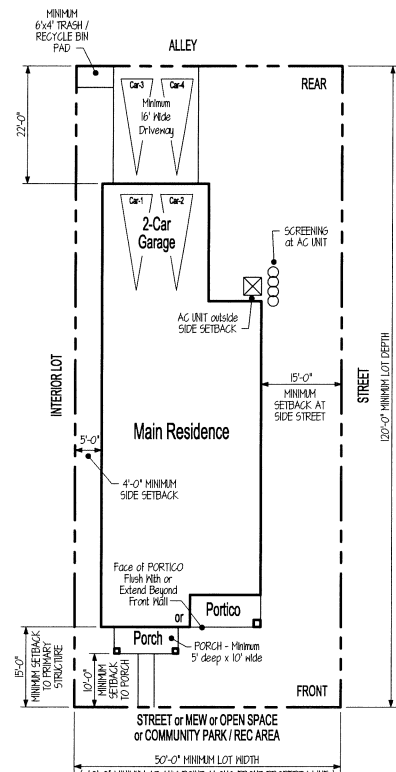 MINIMUM
6'x4' TRASH /
RECYCLE BIN
PAD
ALLEY
REAR
Car-3
Car-4
Minimum
16' Wide
Driveway
22'-0"
Car-1
Car-2
2-Car
Garage
SCREENING
at AC UNIT
AC UNIT outside
SIDE SETBACK
INTERIOR LOT
STREET
120'-0" MINIMUM LOT DEPTH
15'-0"
MINIMUM
SETBACK AT
SIDE STREET
Main Residence
5'-0"
4'-0" MINIMUM
SIDE SETBACK
Face of PORTICO
Flush With or
Extend Beyond
Front Wall
or
Portico
Porch
PORCH - Minimum
5' deep x 10' wide
15'-0"
MINIMUM SETBACK
TO PRIMARY
STRUCTURE
10'-0"
MINIMUM
SETBACK
TO PORCH
FRONT
STREET or MEW or OPEN SPACE
or COMMUNITY PARK / REC AREA
50'-0" MINIMUM LOT WIDTH